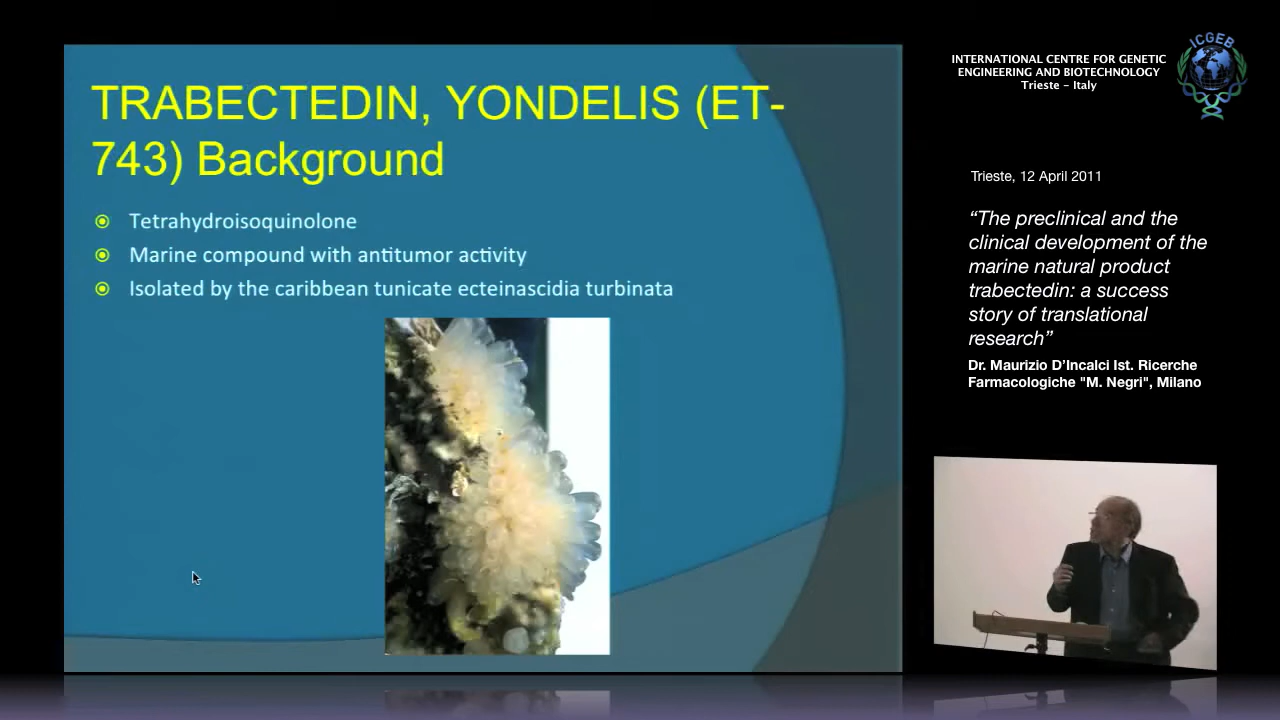 TRABECTEDIN, YONDELIS (ET-
743) Background
Tetrahydroisoquinolone
Marine compound with antitumor activity
Isolated by the caribbean tunicate ecteinascidia turbinata
ICGEB
INTERNATIONAL CENTRE FOR GENETIC
ENGINEERING AND BIOTECHNOLOGY
Trieste - Italy
Trieste, 12 April 2011
“The preclinical and the
clinical development of the
marine natural product
trabectedin: a success
story of translational
research”
Dr. Maurizio D’Incalci Ist. Ricerche
Farmacologiche "M. Negri", Milano